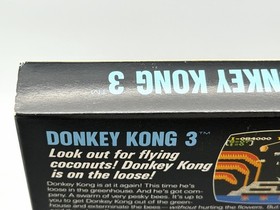 DONKEY KONG 3
DONKEY KONG 3™
Look out for flying
coconuts! Donkey Kong
is on the loose!
Donkey Kong is at it again! This time he's
loose in the greenhouse. And he's got com-
pany. A swarm of very pesky bees. It's up to
you to get Donkey Kong out of the green-
house and exterminate the bees— without
hurting the flowers. But